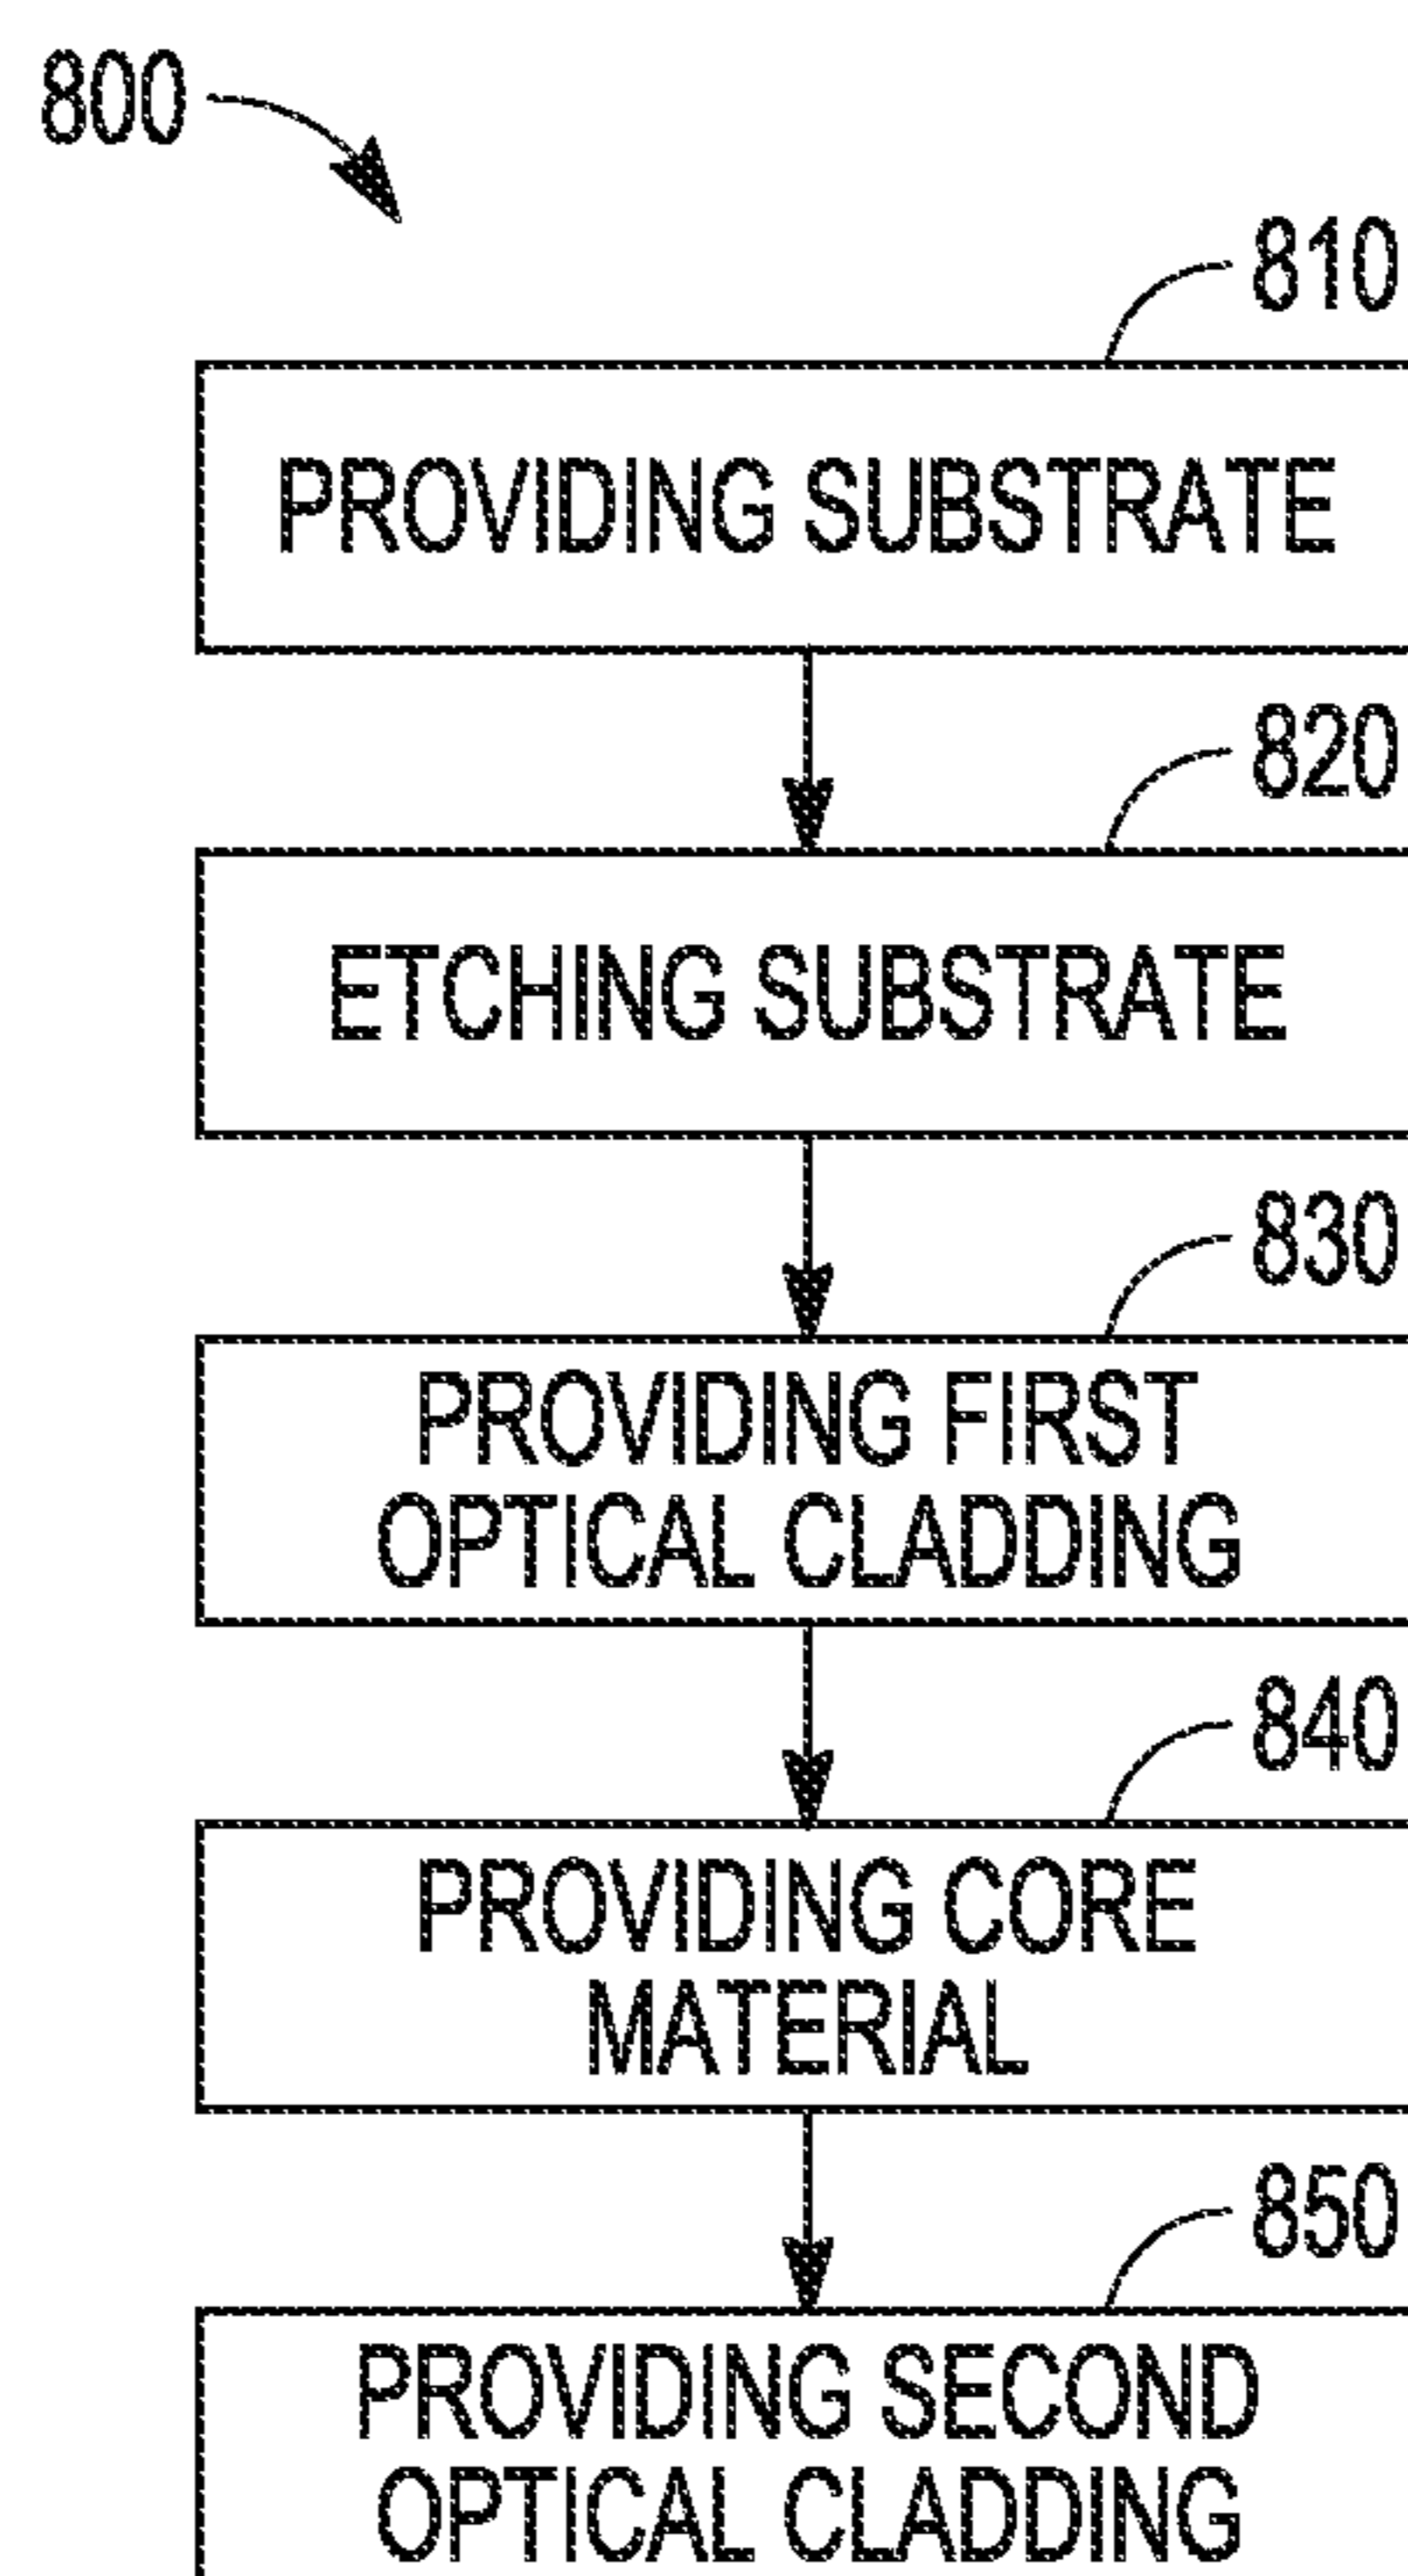 800
810
PROVIDING SUBSTRATE
820
ETCHING SUBSTRATE
830
PROVIDING FIRST
OPTICAL CLADDING
840
PROVIDING CORE
MATERIAL
850
PROVIDING SECOND
OPTICAL CLADDING